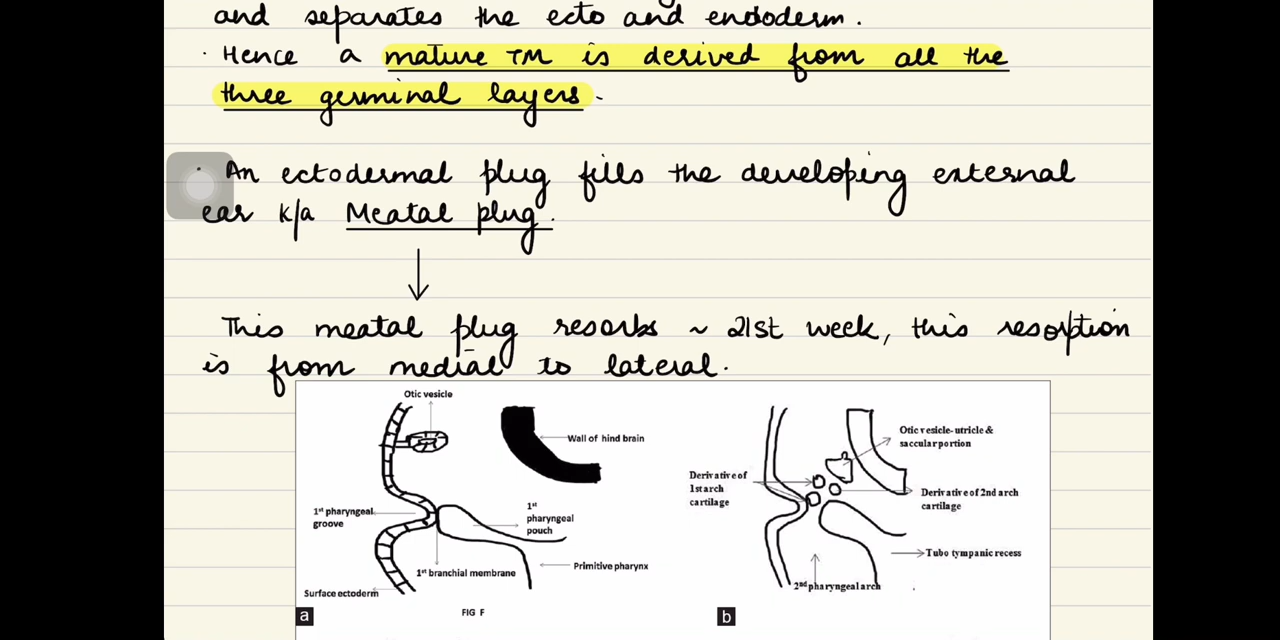 and separates the ecto and endoderm.
· Hence a mature TM is derived from all the
three germinal layers.
· An ectodermal plug fills the developing external
ear k/a Meatal plug.
This meatal plug resorbs ~ 21st week, this resorption
is from medial to lateral.
Otic vesicle
Wall of hind brain
1st pharyngeal
groove
1st
pharyngeal
pouch
1st branchial membrane
Primitive pharynx
Surface ectoderm
FIG F
a
Otic vesicle- utricle &
saccular portion
Derivative of
1st arch
cartilage
Derivative of 2nd arch
cartilage
Tubo tympanic recess
2nd pharyngeal arch
b